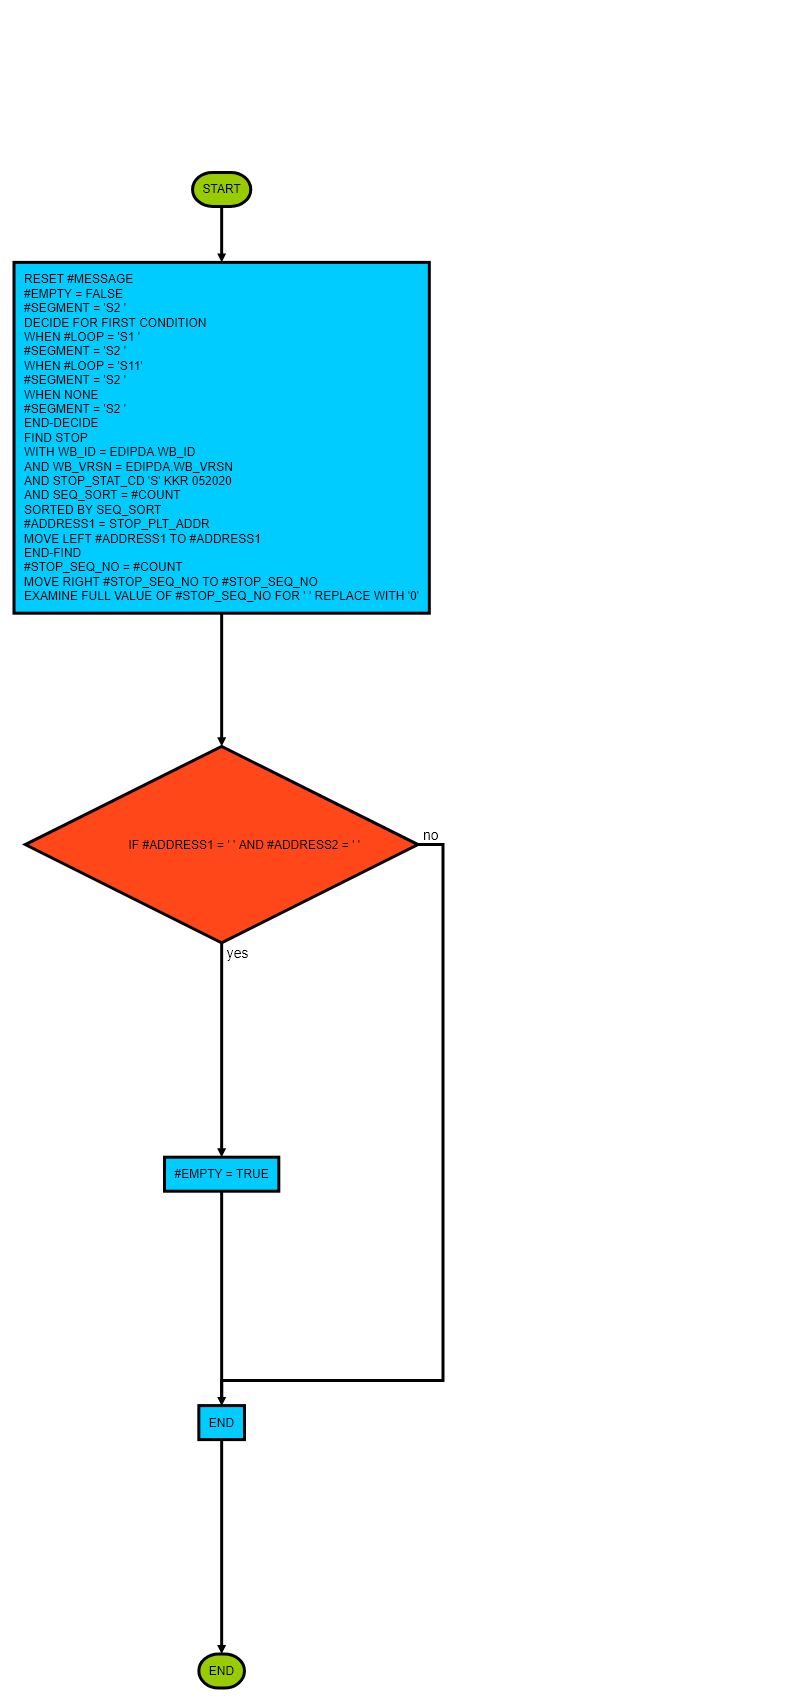 START
RESET #MESSAGE
#EMPTY = FALSE
#SEGMENT = 'S2 '
DECIDE FOR FIRST CONDITION
WHEN #LOOP = 'S1 '
#SEGMENT = 'S2 '
WHEN #LOOP = 'S11'
#SEGMENT = 'S2 '
WHEN NONE
#SEGMENT = 'S2 '
END-DECIDE
FIND STOP
WITH WB_ID = EDIPDA.WB_ID
AND WB_VRSN = EDIPDA.WB_VRSN
AND STOP_STAT_CD 'S' KKR 052020
AND SEQ_SORT = #COUNT
SORTED BY SEQ_SORT
#ADDRESS1 = STOP_PLT_ADDR
MOVE LEFT #ADDRESS1 TO #ADDRESS1
END-FIND
#STOP_SEQ_NO = #COUNT
MOVE RIGHT #STOP_SEQ_NO TO #STOP_SEQ_NO
EXAMINE FULL VALUE OF #STOP_SEQ_NO FOR ' ' REPLACE WITH '0'
no
IF #ADDRESS1 = ' ' AND #ADDRESS2 = ' '
yes
#EMPTY = TRUE
END
END